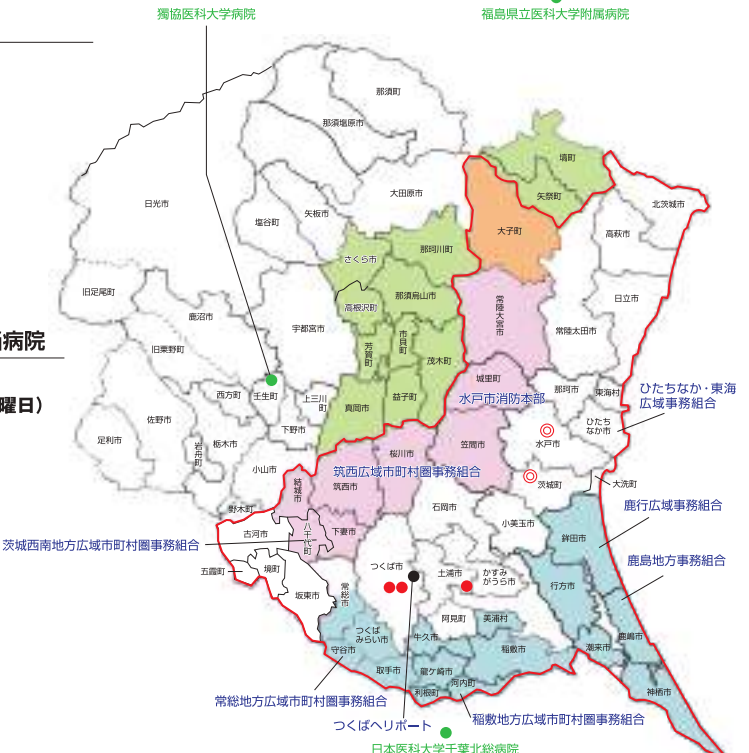 獨協医科大学病院
福島県立医科大学附属病院
那須町
那須塩原市
塙町
矢祭町
大田原市
日光市
塩谷町
矢板市
北茨城市
大子町
高萩市
那珂川町
さくら市
旧足尾町
那須烏山市
高根沢町
日立市
鹿沼市
宇都宮市
常陸大宮市
常陸太田市
病院
旧粟野町
芳賀町
市貝町
茂木町
城里町
那珂市
東海村
ひたちなか・東海
広域事務組合
曜日）
西方町
壬生町
上三川
町
真岡市
益子町
水戸市消防本部
ひたち
なか市
佐野市
下野市
足利市
栃木市
岩舟町
笠間市
水戸市
桜川市
小山市
筑西広域市町村圏事務組合
結城市
筑西市
茨城町
大洗町
野木町
石岡市
小美玉市
鹿行広域事務組合
古河市
八千代町
下妻市
鉾田市
茨城西南地方広域市町村圏事務組合
鹿島地方事務組合
五霞町
境町
つくば市
土浦市
かすみ
がうら市
坂東市
常総市
行方市
阿見町
美浦村
つくば
みらい市
牛久市
稲敷市
潮来市
鹿嶋市
守谷市
取手市
龍ケ崎市
河内町
利根町
神栖市
常総地方広域市町村圏事務組合
稲敷地方広域市町村圏事務組合
つくばヘリポート
日本医科大学千葉北総病院